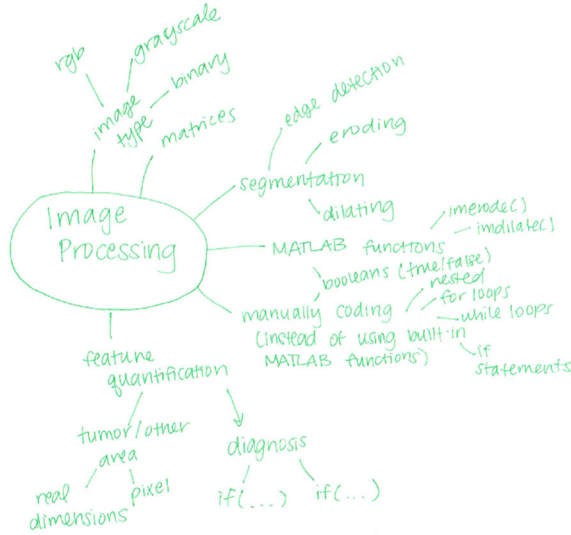 rgb
grayscale
binary
image
type
matrices
edge detection
eroding
segmentation
dilating
Image
Processing
imerode()
imdilate()
MATLAB functions
booleans (true/false)
manually coding
(instead of using built-in
MATLAB functions)
nested
for loops
while loops
if
statements
feature
quantification
tumor/other
area
real
dimensions
pixel
diagnosis
if(...)
if(...)